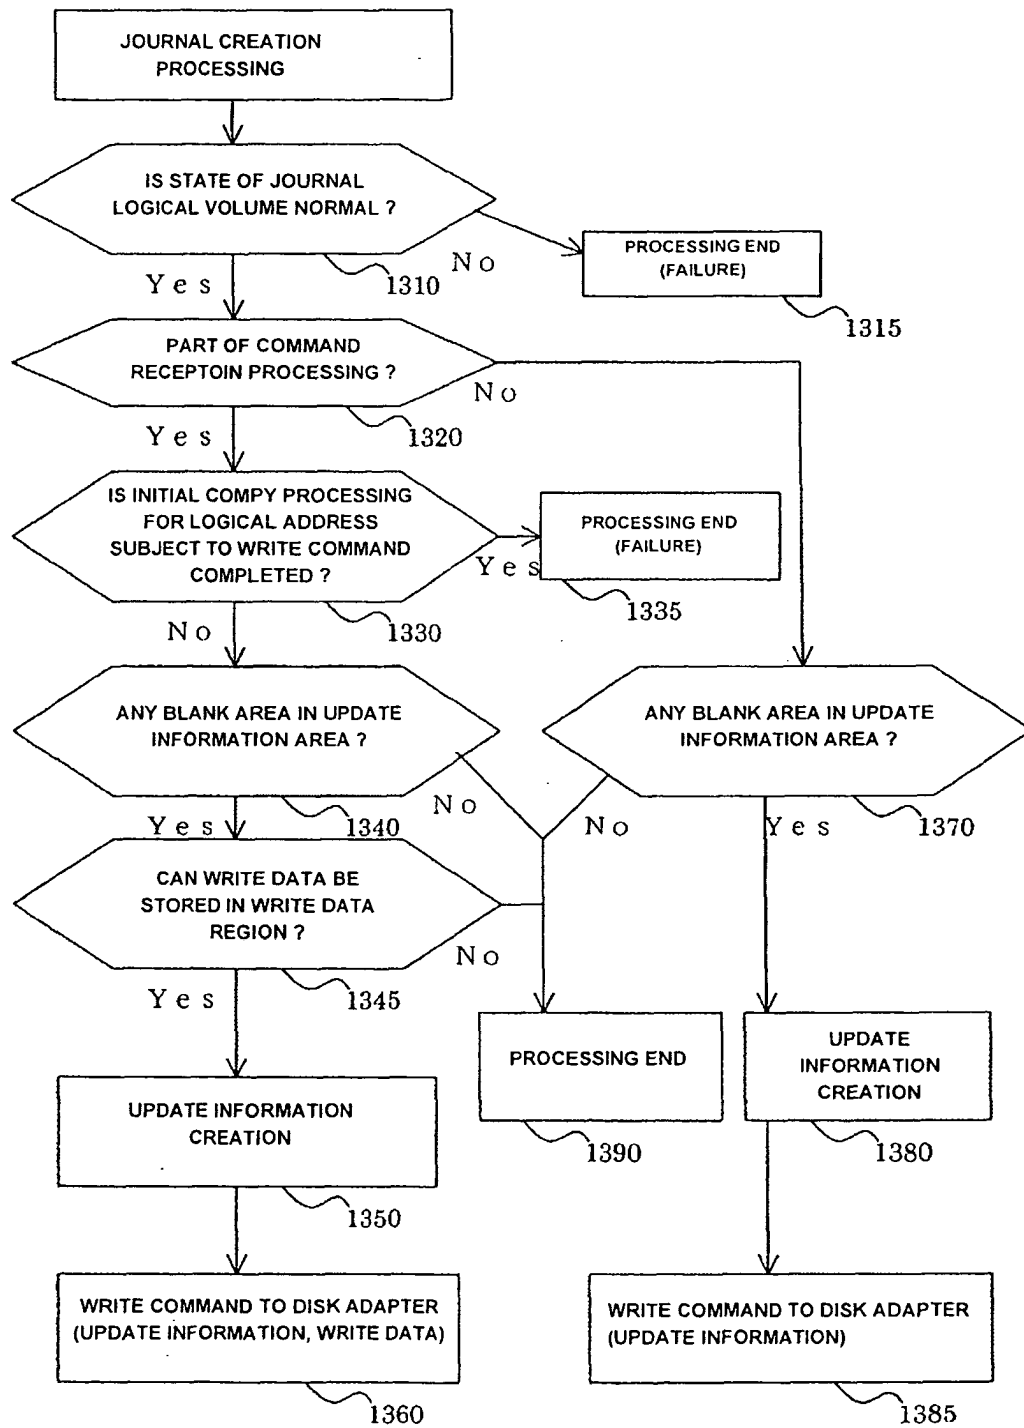 JOURNAL CREATION
PROCESSING
IS STATE OF JOURNAL
LOGICAL VOLUME NORMAL ?
No
PROCESSING END
(FAILURE)
Yes
1310
1315
PART OF COMMAND
RECEPTOIN PROCESSING ?
No
Yes
1320
IS INITIAL COMPY PROCESSING
FOR LOGICAL ADDRESS
SUBJECT TO WRITE COMMAND
COMPLETED ?
PROCESSING END
(FAILURE)
Yes
1335
No
1330
ANY BLANK AREA IN UPDATE
INFORMATION AREA ?
ANY BLANK AREA IN UPDATE
INFORMATION AREA ?
Yes
1340
No
No
Yes
1370
CAN WRITE DATA BE
STORED IN WRITE DATA
REGION ?
No
Yes
1345
PROCESSING END
UPDATE
INFORMATION
CREATION
UPDATE INFORMATION
CREATION
1390
1380
1350
WRITE COMMAND TO DISK ADAPTER
(UPDATE INFORMATION, WRITE DATA)
WRITE COMMAND TO DISK ADAPTER
(UPDATE INFORMATION)
1360
1385